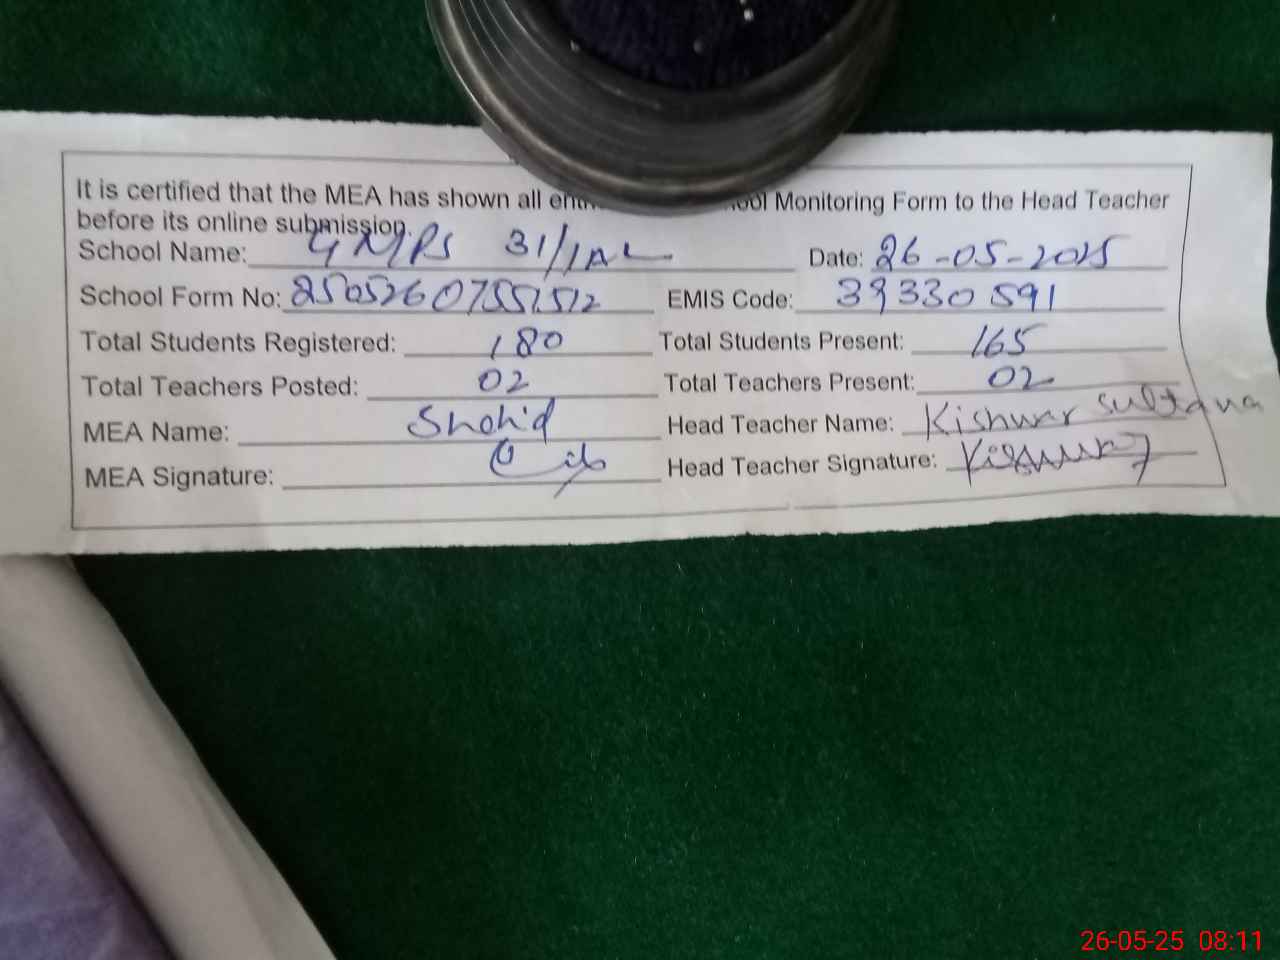 It is certified that the MEA has shown all Monitoring Form to the Head Teacher
before its online submission.
School Name: GMPS 31/1AL Date: 26-05-2025
School Form No: EMIS Code: 39330591
Total Students Registered: 180 Total Students Present: 165
Total Teachers Posted: 02 Total Teachers Present: 02
MEA Name: Shahid Head Teacher Name: Kishwar Sultana
MEA Signature: Head Teacher Signature: Kishwar
26-05-25 08:11